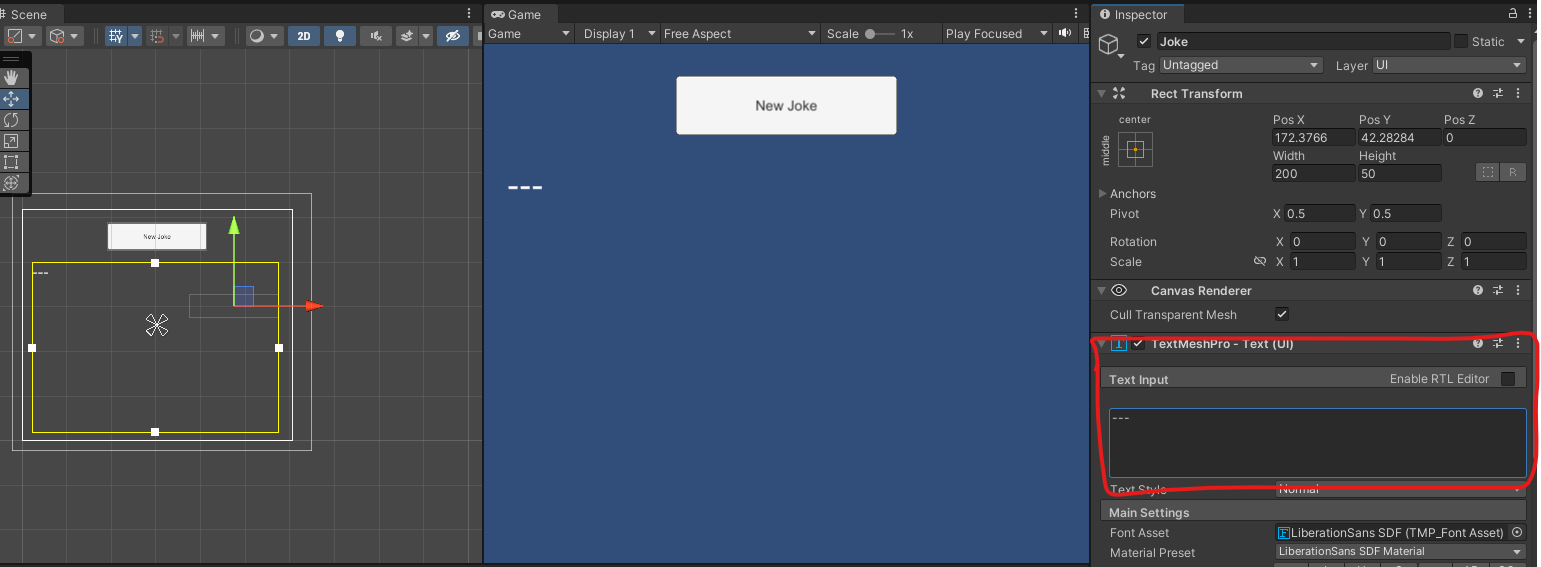 Scene
Game
Inspector
2D
Game
Display 1
Free Aspect
Scale
1x
Play Focused
Joke
Static
Tag
Untagged
Layer
UI
Rect Transform
center
middle
Pos X
Pos Y
Pos Z
172.3766
42.28284
0
Width
Height
200
50
R
Anchors
Pivot
X 0.5
Y 0.5
Rotation
X 0
Y 0
Z 0
Scale
X 1
Y 1
Z 1
Canvas Renderer
Cull Transparent Mesh
TextMeshPro - Text (UI)
Text Input
Enable RTL Editor
---
Text Style
Normal
Main Settings
Font Asset
LiberationSans SDF (TMP_Font Asset)
Material Preset
LiberationSans SDF Material
New Joke
---
New Joke
---